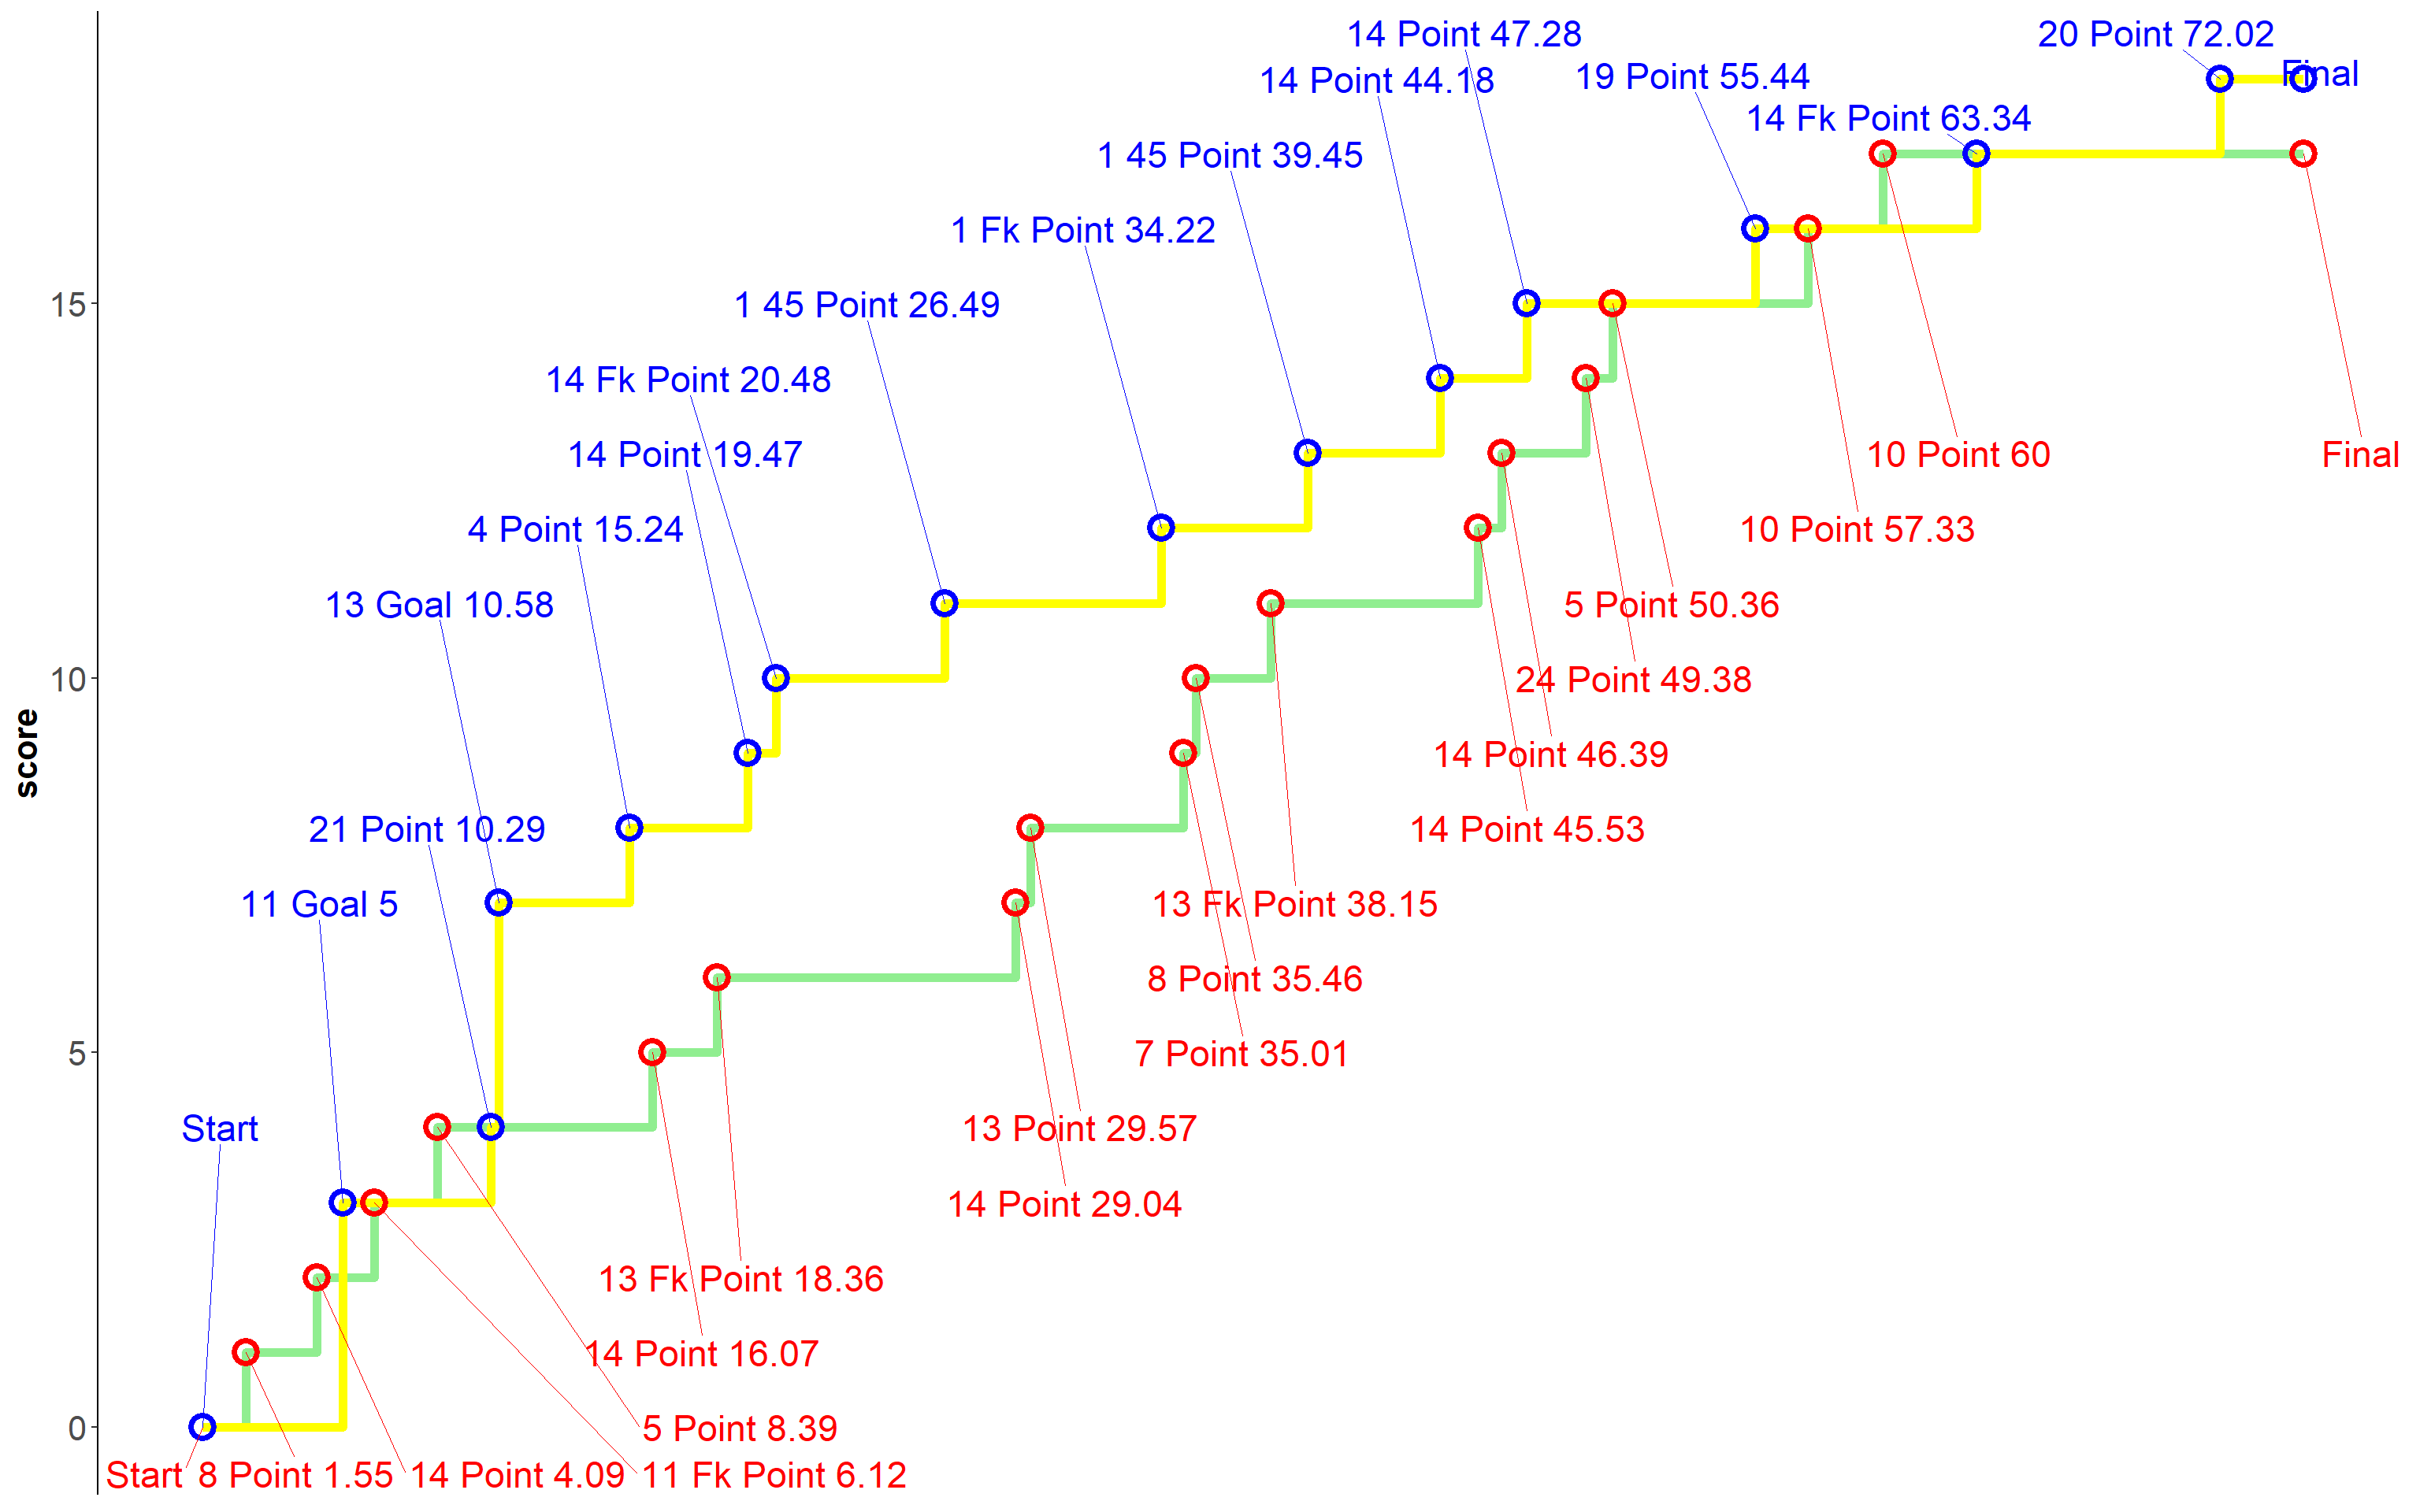 14 Point 47.28
20 Point 72.02
Final
14 Point 44.18
19 Point 55.44
14 Fk Point 63.34
1 45 Point 39.45
1 Fk Point 34.22
15
1 45 Point 26.49
14 Fk Point 20.48
14 Point 19.47
10 Point 60
Final
4 Point 15.24
10 Point 57.33
13 Goal 10.58
5 Point 50.36
10
24 Point 49.38
score
14 Point 46.39
21 Point 10.29
14 Point 45.53
11 Goal 5
13 Fk Point 38.15
8 Point 35.46
5
7 Point 35.01
Start
13 Point 29.57
14 Point 29.04
13 Fk Point 18.36
14 Point 16.07
0
5 Point 8.39
Start
8 Point 1.55
14 Point 4.09
11 Fk Point 6.12